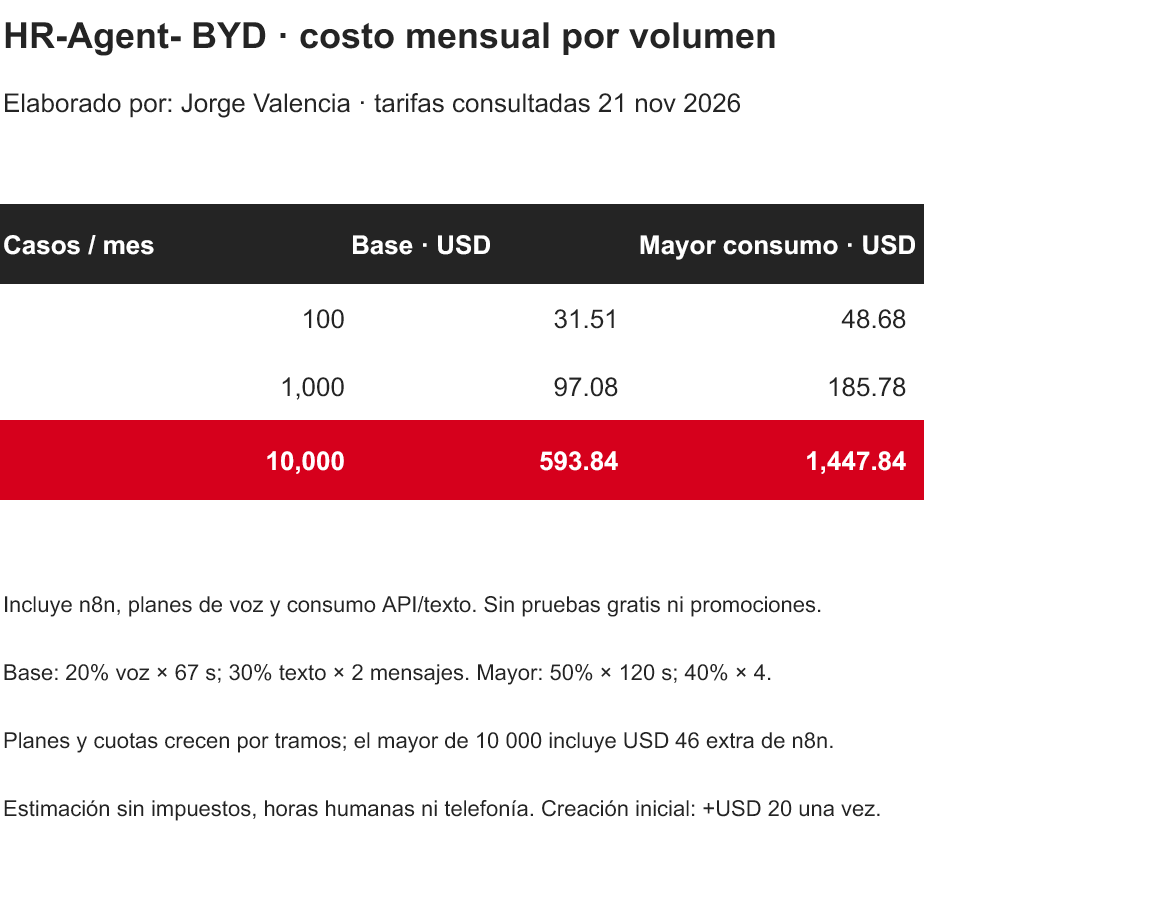 HR-Agent- BYD · costo mensual por volumen
Elaborado por: Jorge Valencia · tarifas consultadas 21 nov 2026
Casos / mes Base · USD Mayor consumo · USD
100 31.51 48.68
1,000 97.08 185.78
10,000 593.84 1,447.84
Incluye n8n, planes de voz y consumo API/texto. Sin pruebas gratis ni promociones.
Base: 20% voz × 67 s; 30% texto × 2 mensajes. Mayor: 50% × 120 s; 40% × 4.
Planes y cuotas crecen por tramos; el mayor de 10 000 incluye USD 46 extra de n8n.
Estimación sin impuestos, horas humanas ni telefonía. Creación inicial: +USD 20 una vez.